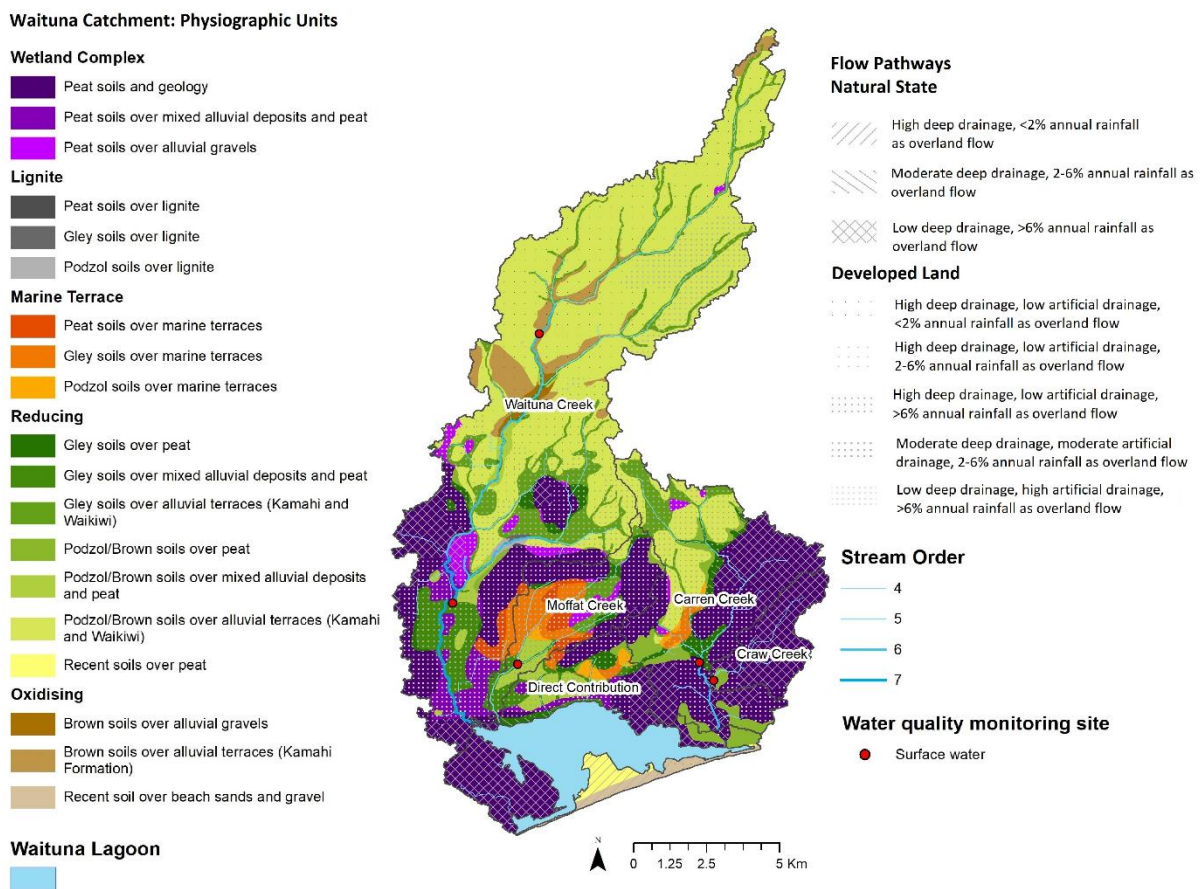 Waituna Catchment: Physiographic Units
Wetland Complex
Peat soils and geology
Peat soils over mixed alluvial deposits and peat
Peat soils over alluvial gravels
Lignite
Peat soils over lignite
Gley soils over lignite
Podzol soils over lignite
Marine Terrace
Peat soils over marine terraces
Gley soils over marine terraces
Podzol soils over marine terraces
Reducing
Gley soils over peat
Gley soils over mixed alluvial deposits and peat
Gley soils over alluvial terraces (Kamahi
and Waikiwi)
Podzol/Brown soils over peat
Podzol/Brown soils over mixed alluvial deposits
and peat
Podzol/Brown soils over alluvial terraces (Kamahi
and Waikiwi)
Recent soils over peat
Oxidising
Brown soils over alluvial gravels
Brown soils over alluvial terraces (Kamahi
Formation)
Recent soil over beach sands and gravel
Waituna Lagoon
Waituna Creek
Moffat Creek
Carren Creek
Craw Creek
Direct Contribution
N
0 1.25 2.5 5 Km
Flow Pathways
Natural State
High deep drainage, <2% annual rainfall
as overland flow
Moderate deep drainage, 2-6% annual rainfall as
overland flow
Low deep drainage, >6% annual rainfall as
overland flow
Developed Land
High deep drainage, low artificial drainage,
<2% annual rainfall as overland flow
High deep drainage, low artificial drainage,
2-6% annual rainfall as overland flow
High deep drainage, low artificial drainage,
>6% annual rainfall as overland flow
Moderate deep drainage, moderate artificial
drainage, 2-6% annual rainfall as overland flow
Low deep drainage, high artificial drainage,
>6% annual rainfall as overland flow
Stream Order
4
5
6
7
Water quality monitoring site
Surface water